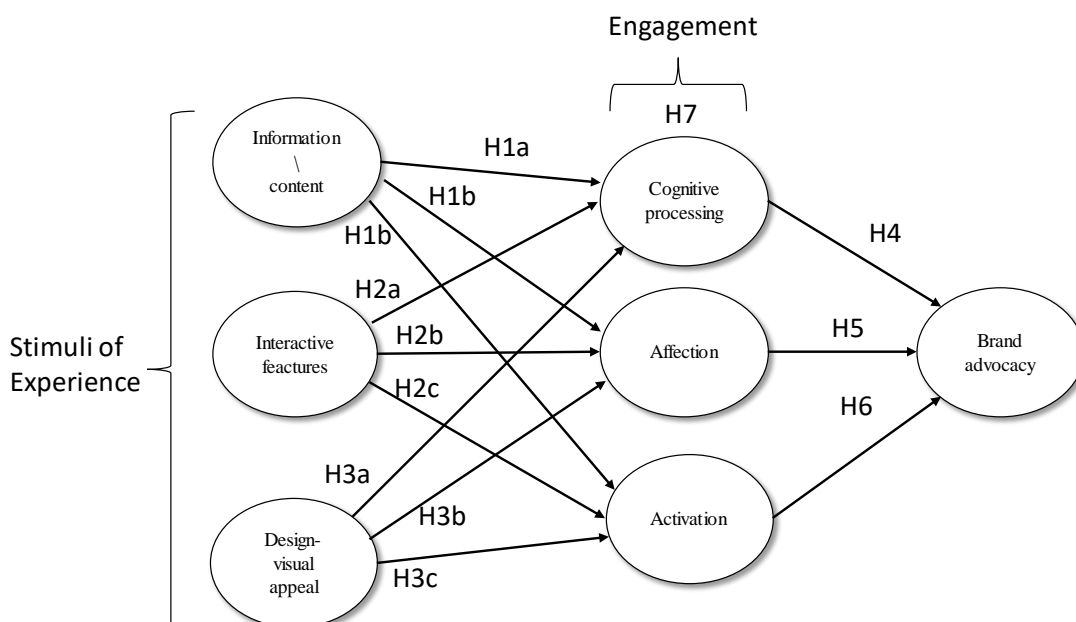 Engagement
H7
Information
\
content
H1a
Cognitive
processing
H1b
H1b
H4
H2a
Stimuli of
Experience
Interactive
feactures
H2b
Affection
H5
Brand
advocacy
H2c
H6
H3a
H3b
Activation
Design-
visual
appeal
H3c